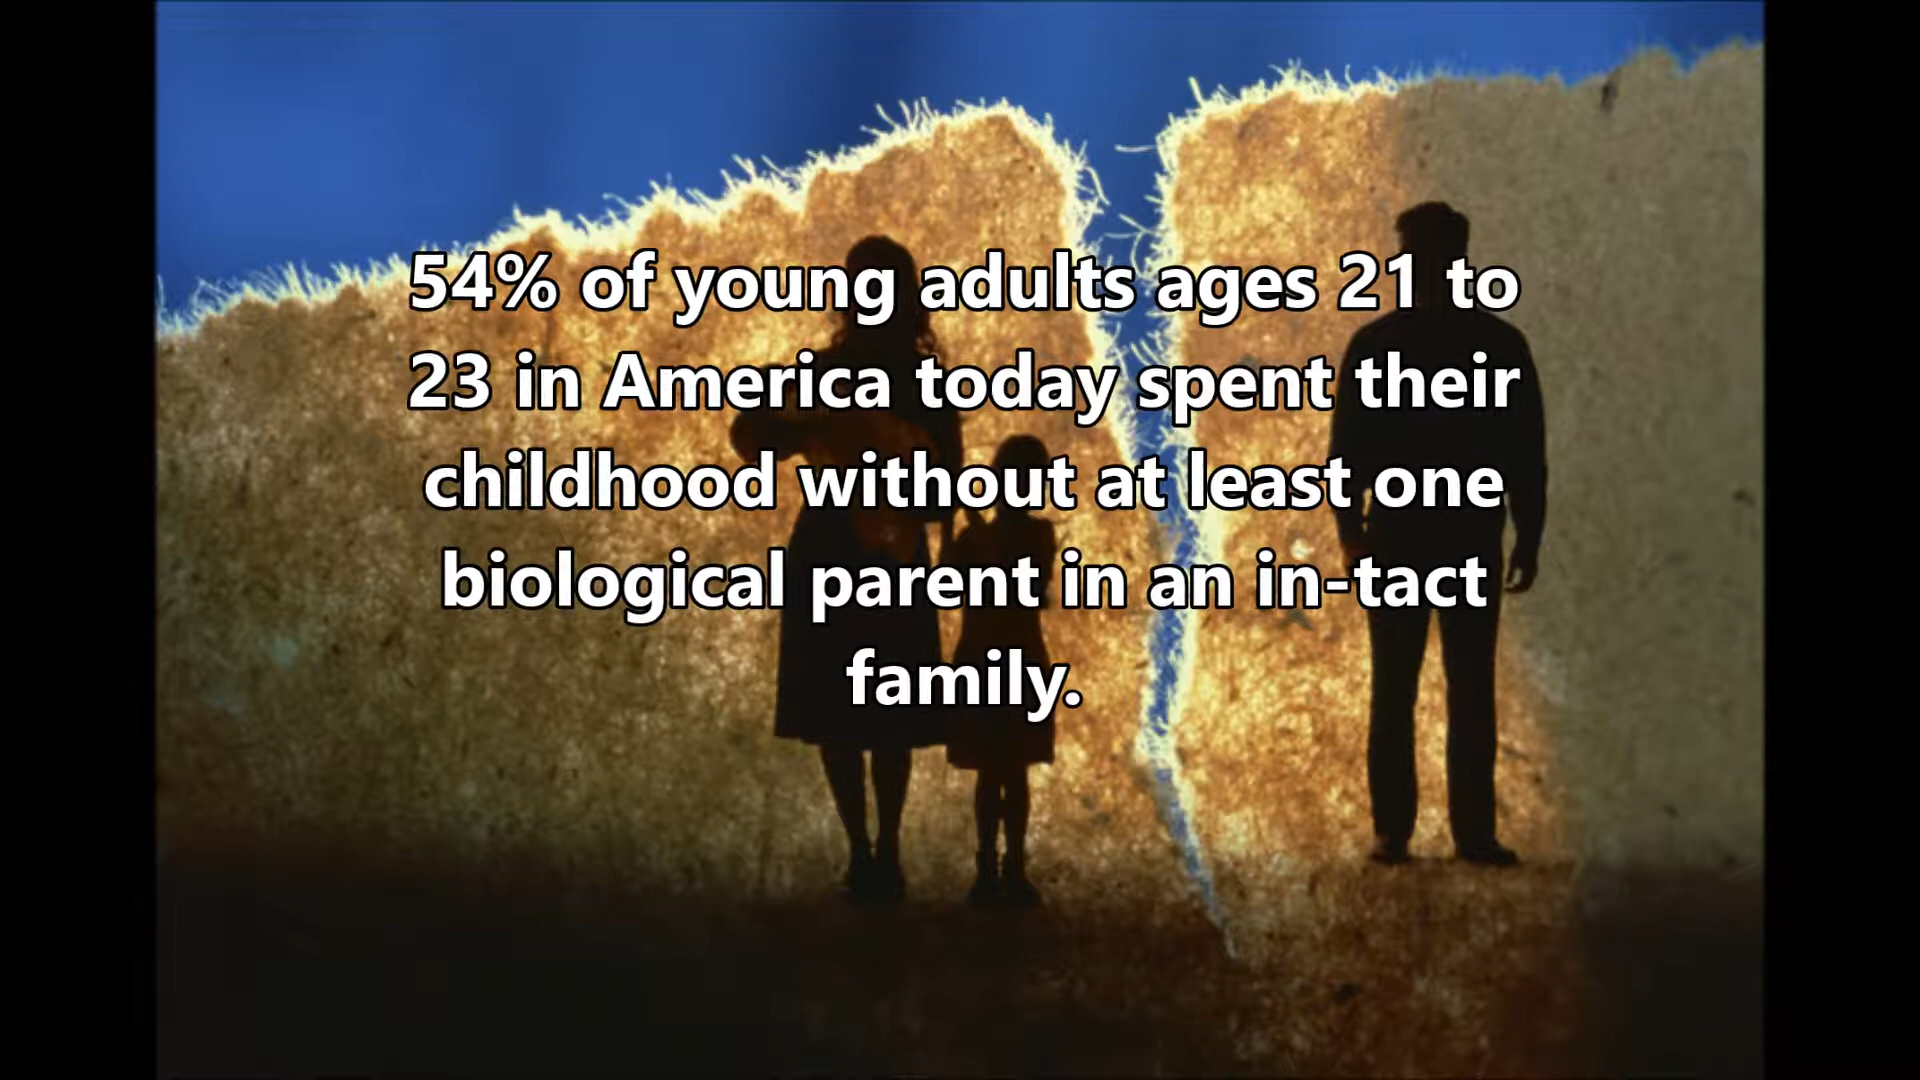 54% of young adults ages 21 to
23 in America today spent their
childhood without at least one
biological parent in an in-tact
family.